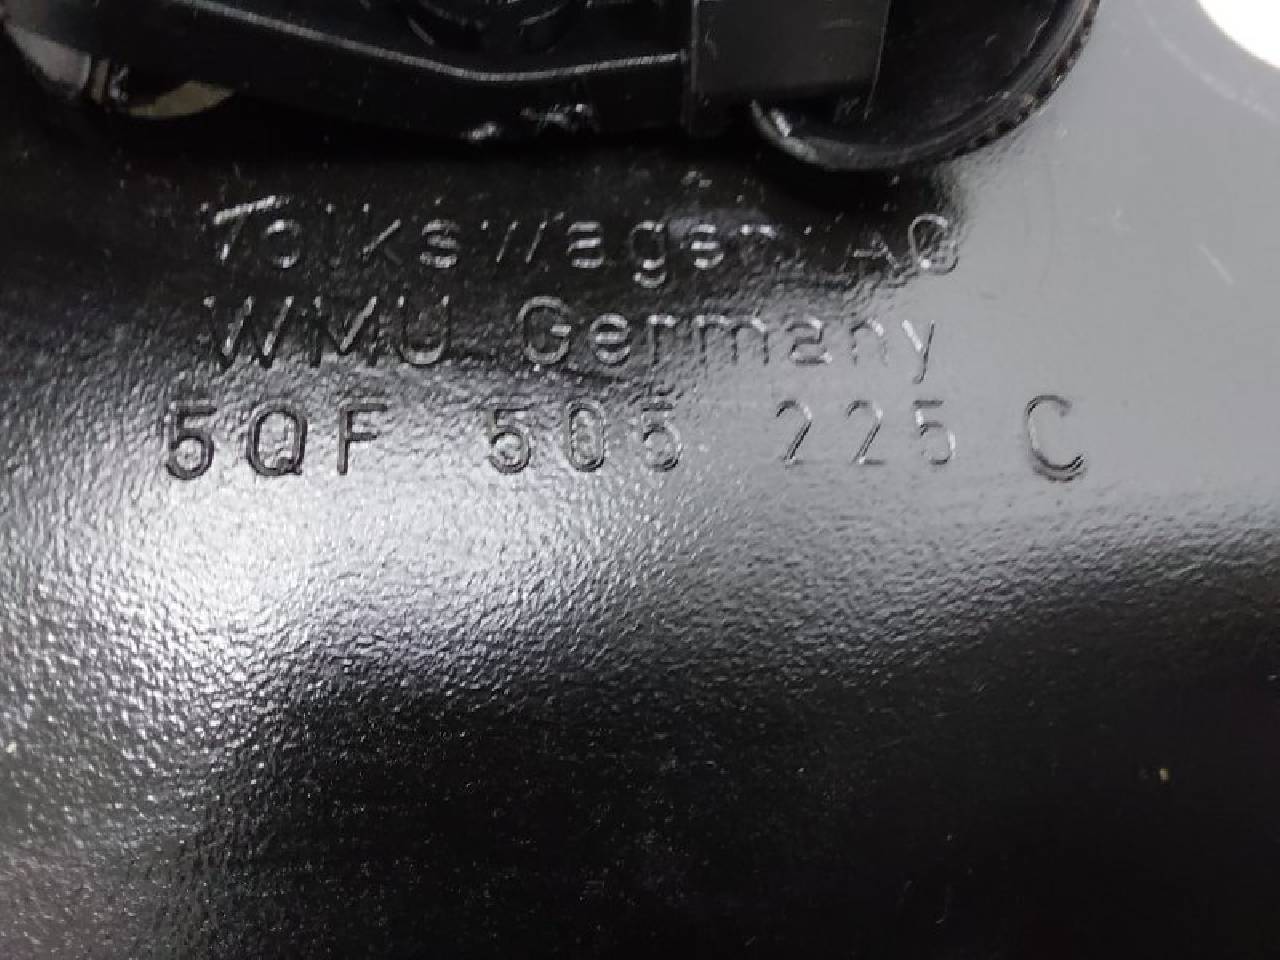 Volkswagen AG
WMU Germany
5QF 505 225 C